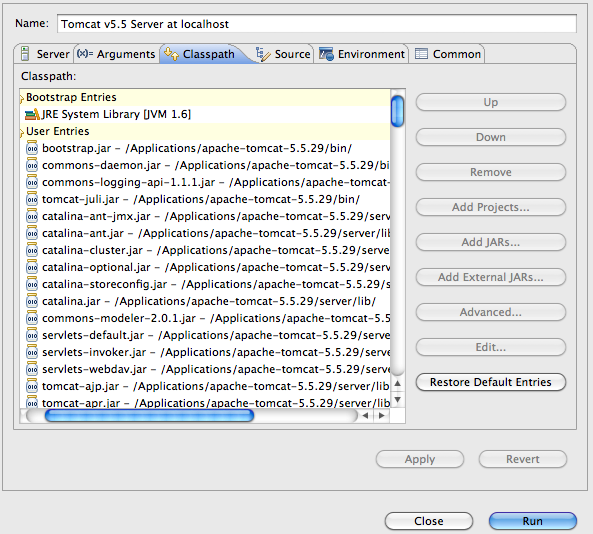 Name: Tomcat v5.5 Server at localhost
Server (x)= Arguments Classpath Source Environment Common
Classpath:
Bootstrap Entries
JRE System Library [JVM 1.6]
User Entries
bootstrap.jar – /Applications/apache-tomcat-5.5.29/bin/
commons-daemon.jar – /Applications/apache-tomcat-5.5.29/bi
commons-logging-api-1.1.1.jar – /Applications/apache-tomcat-
tomcat-juli.jar – /Applications/apache-tomcat-5.5.29/bin/
catalina-ant-jmx.jar – /Applications/apache-tomcat-5.5.29/serv
catalina-ant.jar – /Applications/apache-tomcat-5.5.29/server/lib
catalina-cluster.jar – /Applications/apache-tomcat-5.5.29/serve
catalina-optional.jar – /Applications/apache-tomcat-5.5.29/serv
catalina-storeconfig.jar – /Applications/apache-tomcat-5.5.29/
catalina.jar – /Applications/apache-tomcat-5.5.29/server/lib/
commons-modeler-2.0.1.jar – /Applications/apache-tomcat-5.5
servlets-default.jar – /Applications/apache-tomcat-5.5.29/serve
servlets-invoker.jar – /Applications/apache-tomcat-5.5.29/serve
servlets-webdav.jar – /Applications/apache-tomcat-5.5.29/serve
tomcat-ajp.jar – /Applications/apache-tomcat-5.5.29/server/lib
tomcat-apr.jar – /Applications/apache-tomcat-5.5.29/server/lib
Up
Down
Remove
Add Projects...
Add JARs...
Add External JARs...
Advanced...
Edit...
Restore Default Entries
Apply Revert
Close Run